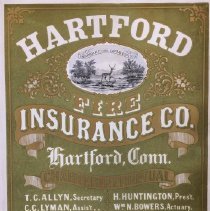 HARTFORD
FIRE
INSURANCE CO.
Hartford, Conn.
T. C. ALLYN, Secretary
H. HUNTINGTON, Prest.
C. C. LYMAN, Assist.
Wm N. BOWERS, Actuary.